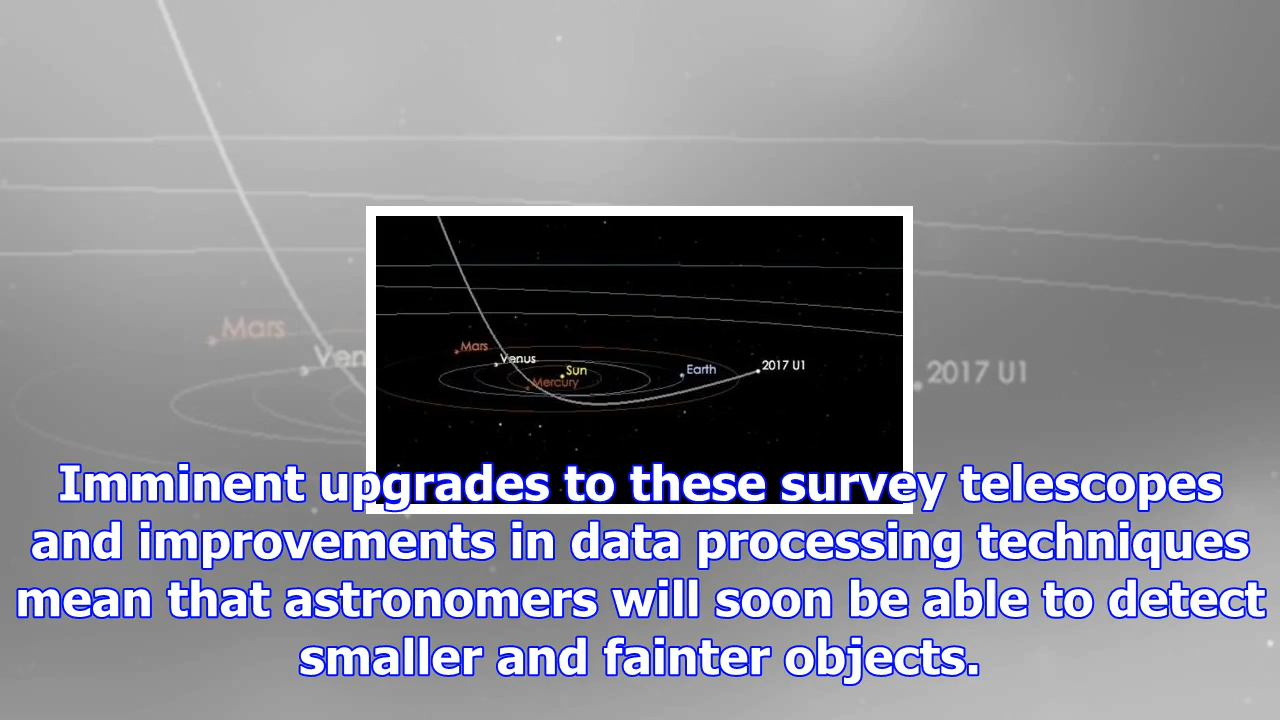 Mars
Venus
Sun
Mercury
Earth
2017 U1
Mars
Ven
2017 U1
Imminent upgrades to these survey telescopes
and improvements in data processing techniques
mean that astronomers will soon be able to detect
smaller and fainter objects.